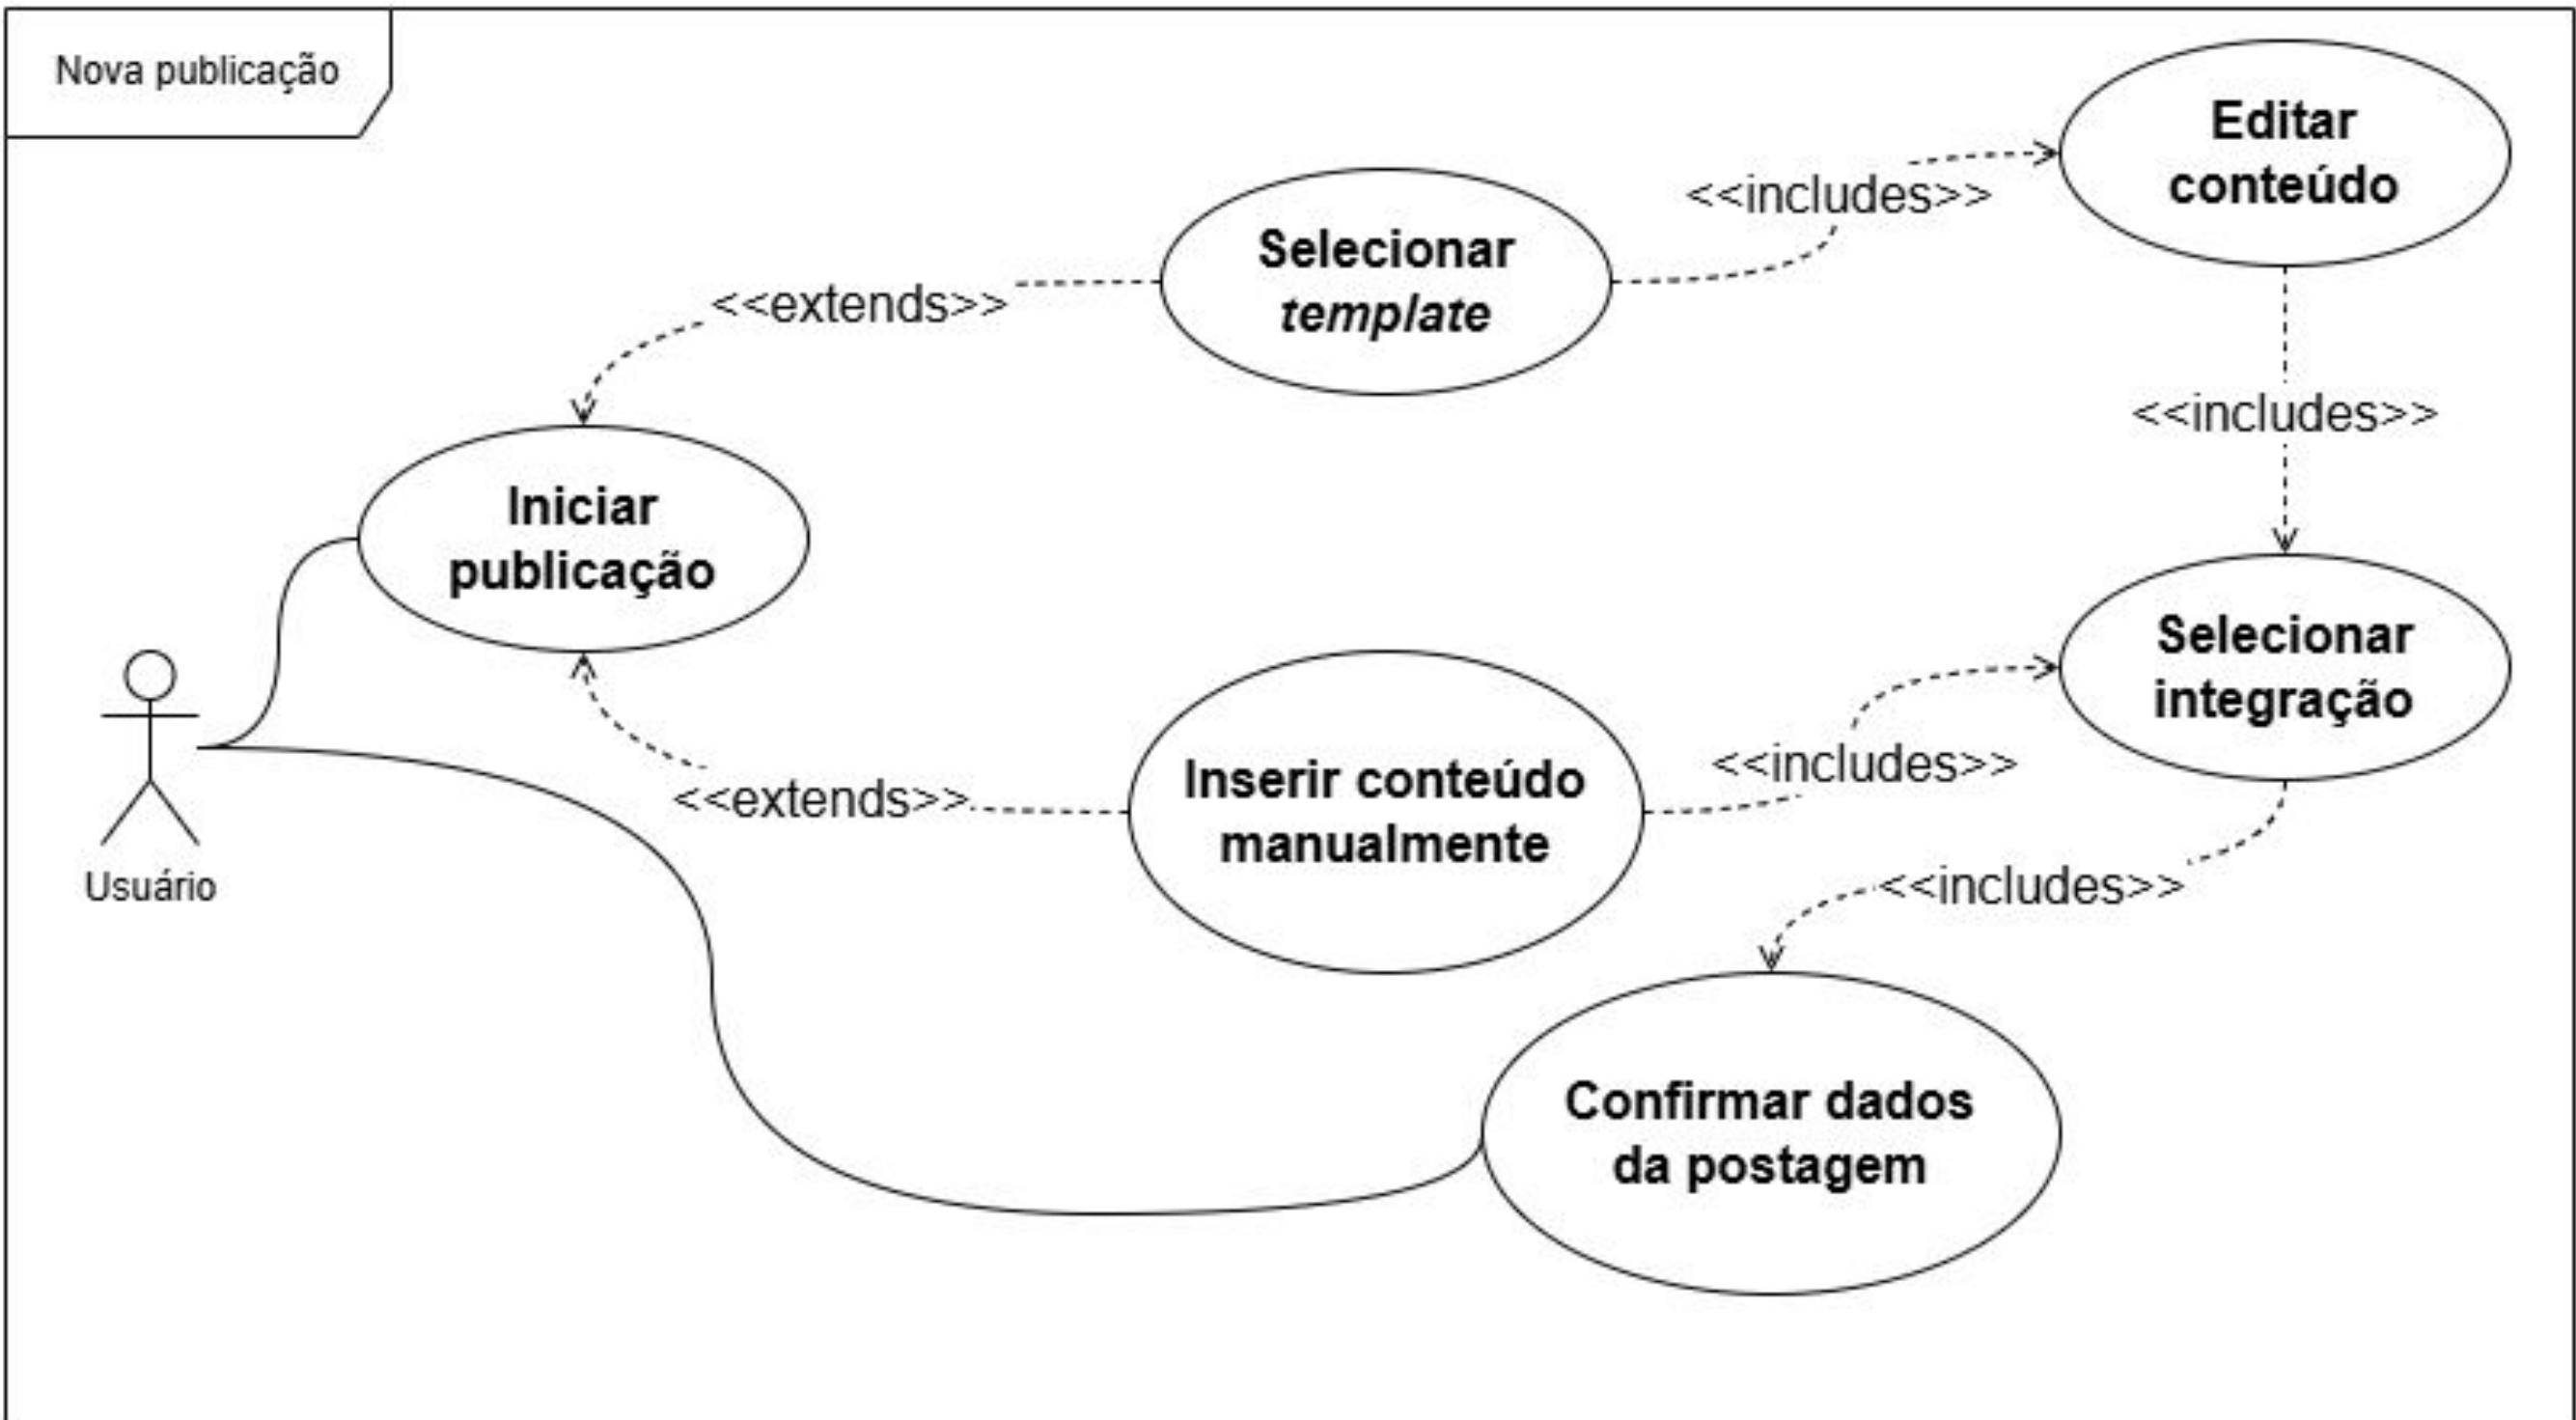 Nova publicação
Editar
conteúdo
<<includes>>
Selecionar
template
<<extends>>
<<includes>>
Iniciar
publicação
Selecionar
integração
<<includes>>
Inserir conteúdo
manualmente
<<extends>>
Usuário
<<includes>>
Confirmar dados
da postagem